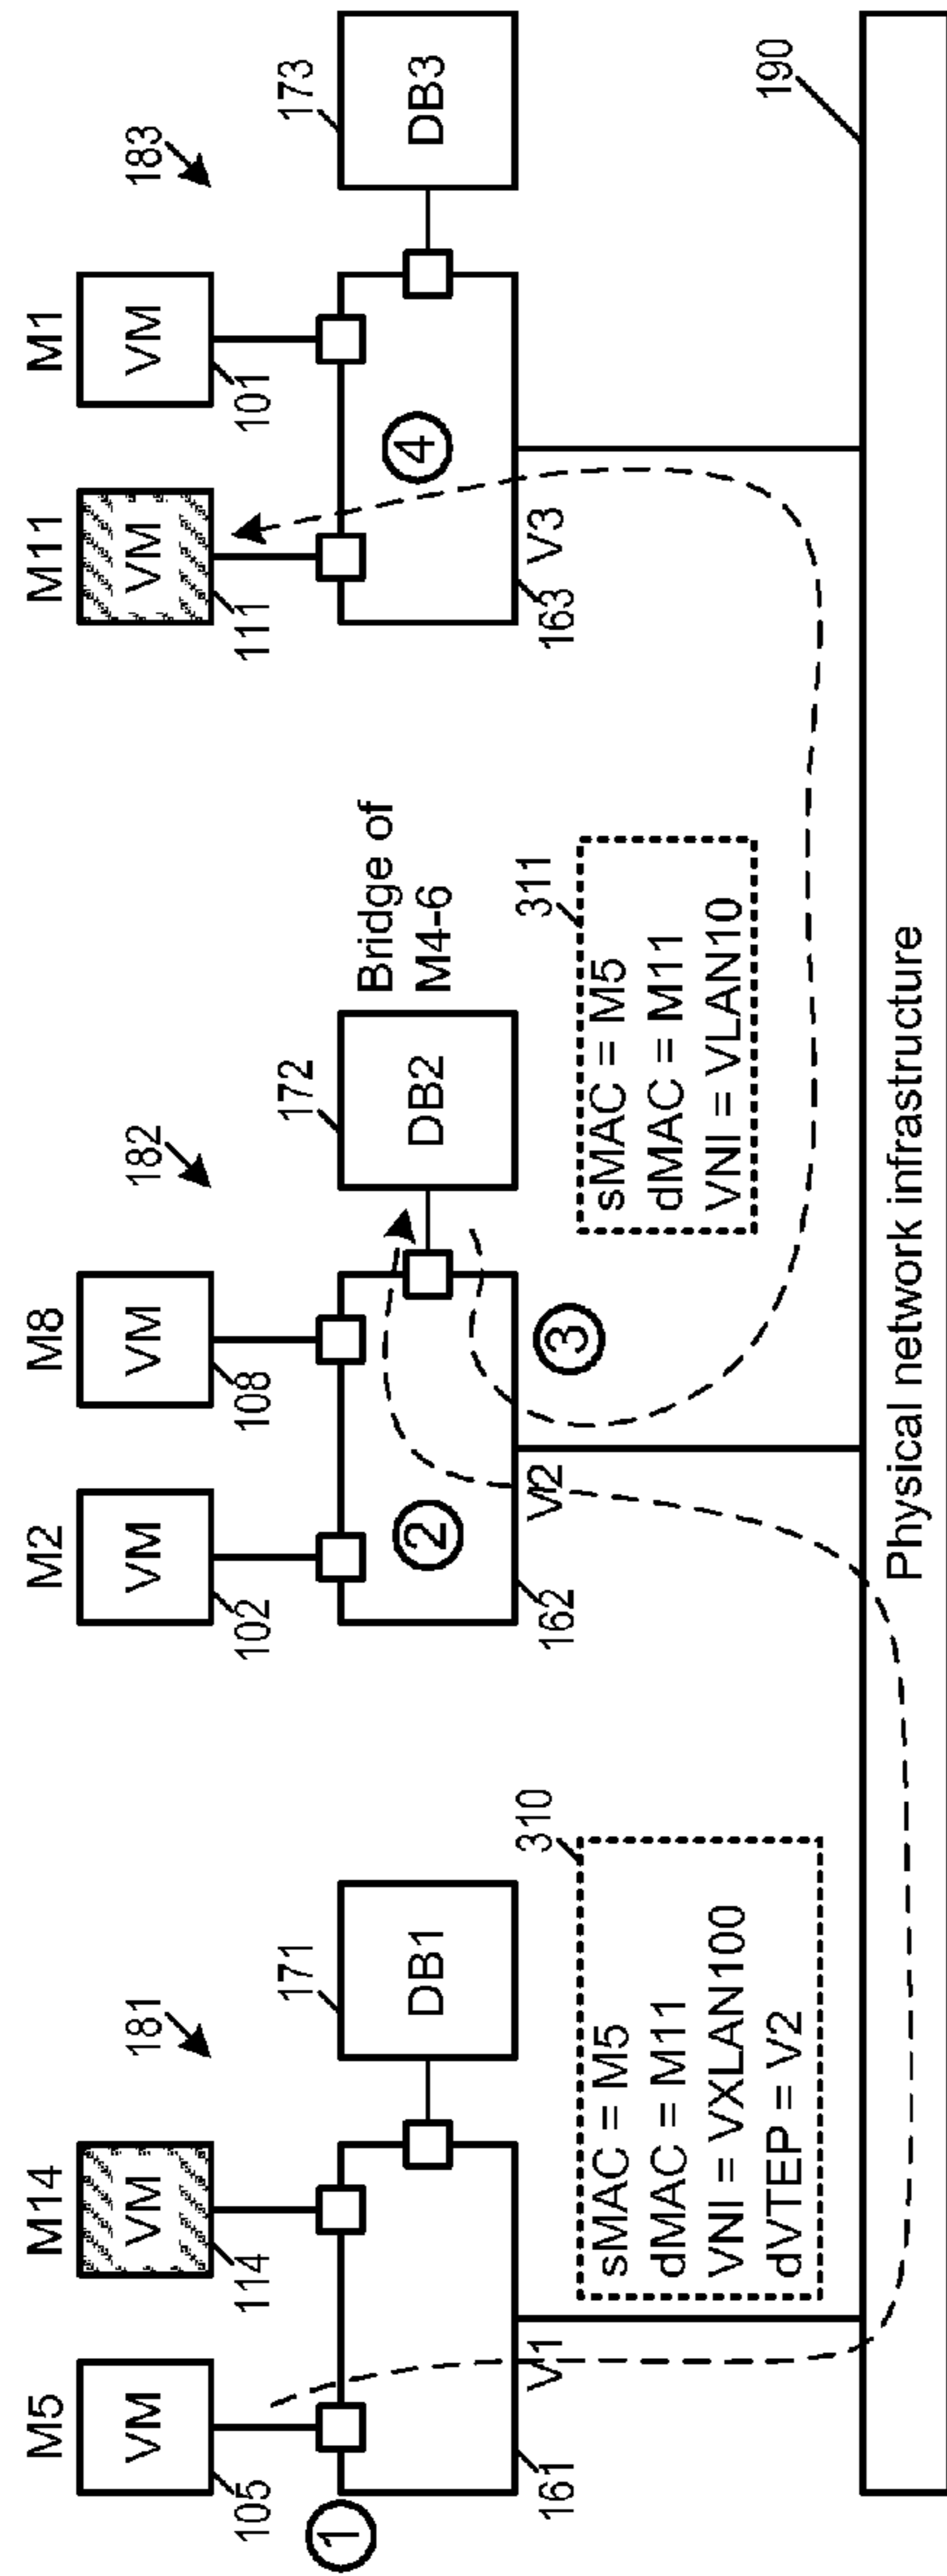 181
182
183
M5
M14
M2
M8
M11
M1
VM
VM
VM
VM
VM
VM
105
114
102
108
111
101
171
172
173
DB1
DB2
DB3
Bridge of
M4-6
1
2
3
4
161
V1
162
V2
163
V3
310
sMAC = M5
dMAC = M11
VNI = VXLAN100
dVTEP = V2
311
sMAC = M5
dMAC = M11
VNI = VLAN10
190
Physical network infrastructure